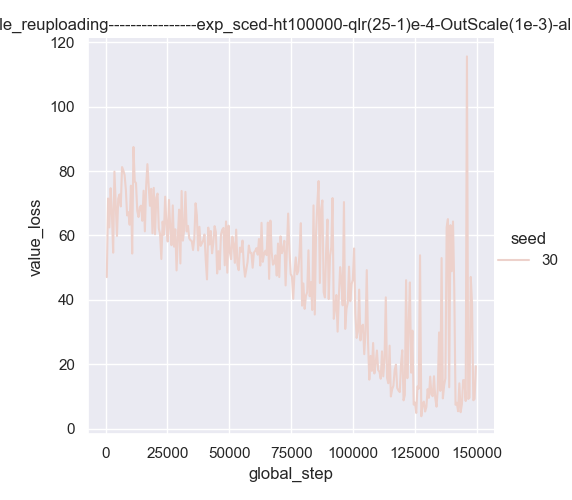 le_reuploading----------------exp_sced-ht100000-qlr(25-1)e-4-OutScale(1e-3)-al
120
100
80
60
40
20
0
value_loss
0 25000 50000 75000 100000 125000 150000
global_step
seed
30